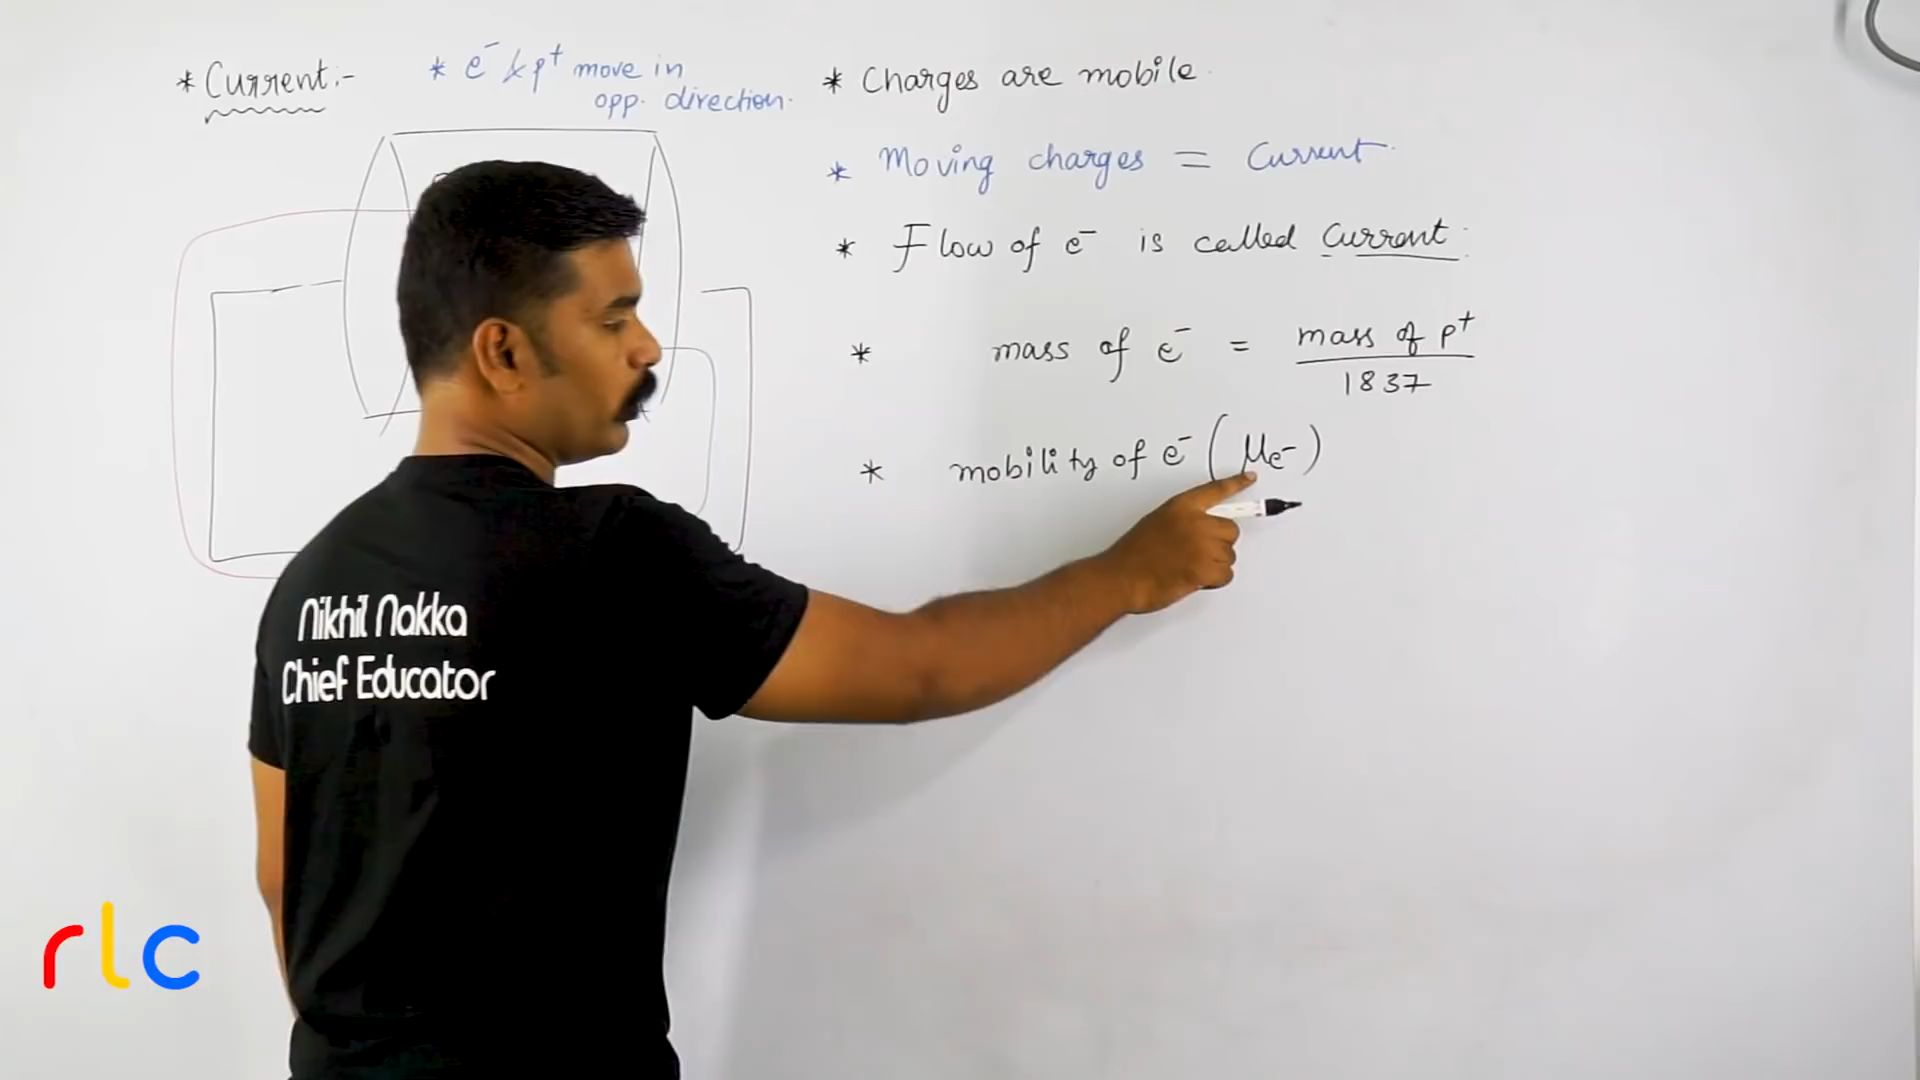 * Current:-
* e⁻ & p⁺ move in
opp. direction.
* Charges are mobile.
* Moving charges = Current.
* Flow of e⁻ is called Current.
* mass of e⁻ = mass of p⁺
1837
* mobility of e⁻ (μe⁻)
Nikhil Nakka
Chief Educator
rlc